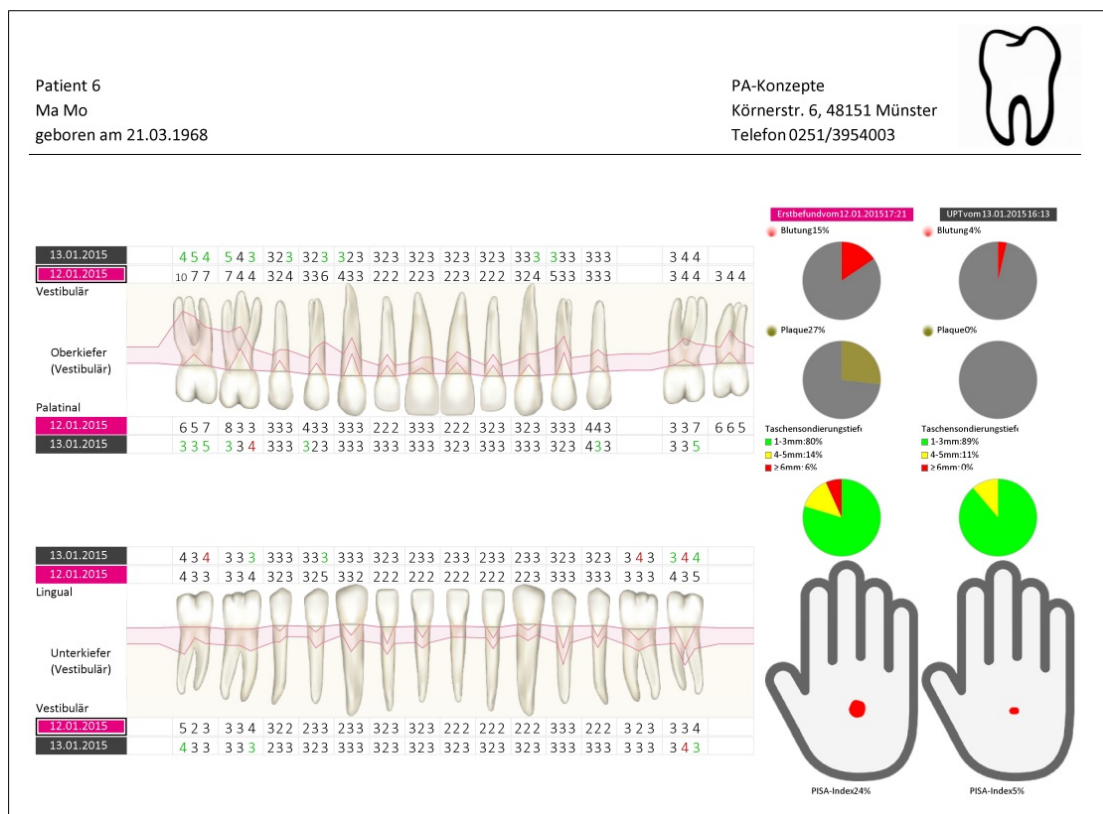 Patient 6
Ma Mo
geboren am 21.03.1968
PA-Konzepte
Körnerstr. 6, 48151 Münster
Telefon 0251/3954003
Erstbefundvom12.01.201517:21
UPTvom13.01.201516:13
Blutung15%
Blutung4%
13.01.2015 454 543 323 323 323 323 323 323 323 333 333 333 344
12.01.2015 1077 744 324 336 433 222 223 223 222 324 533 333 344 344
Vestibulär
Oberkiefer
(Vestibulär)
Palatinal
12.01.2015 657 833 333 433 333 222 333 222 323 323 333 443 337 665
13.01.2015 335 334 333 323 333 333 333 323 333 333 323 433 335
Plaque27%
Plaque0%
Taschensondierungstiefe
1-3mm:80%
4-5mm:14%
≥6mm:6%
Taschensondierungstiefe
1-3mm:89%
4-5mm:11%
≥6mm:0%
13.01.2015 434 333 333 333 333 323 233 233 233 233 323 323 343 344
12.01.2015 433 334 323 325 332 222 222 222 222 223 333 333 333 435
Lingual
Unterkiefer
(Vestibulär)
Vestibulär
12.01.2015 523 334 322 233 233 323 323 222 222 222 333 222 323 334
13.01.2015 433 333 233 323 333 323 323 323 323 323 333 333 333 343
PISA-Index24%
PISA-Index5%